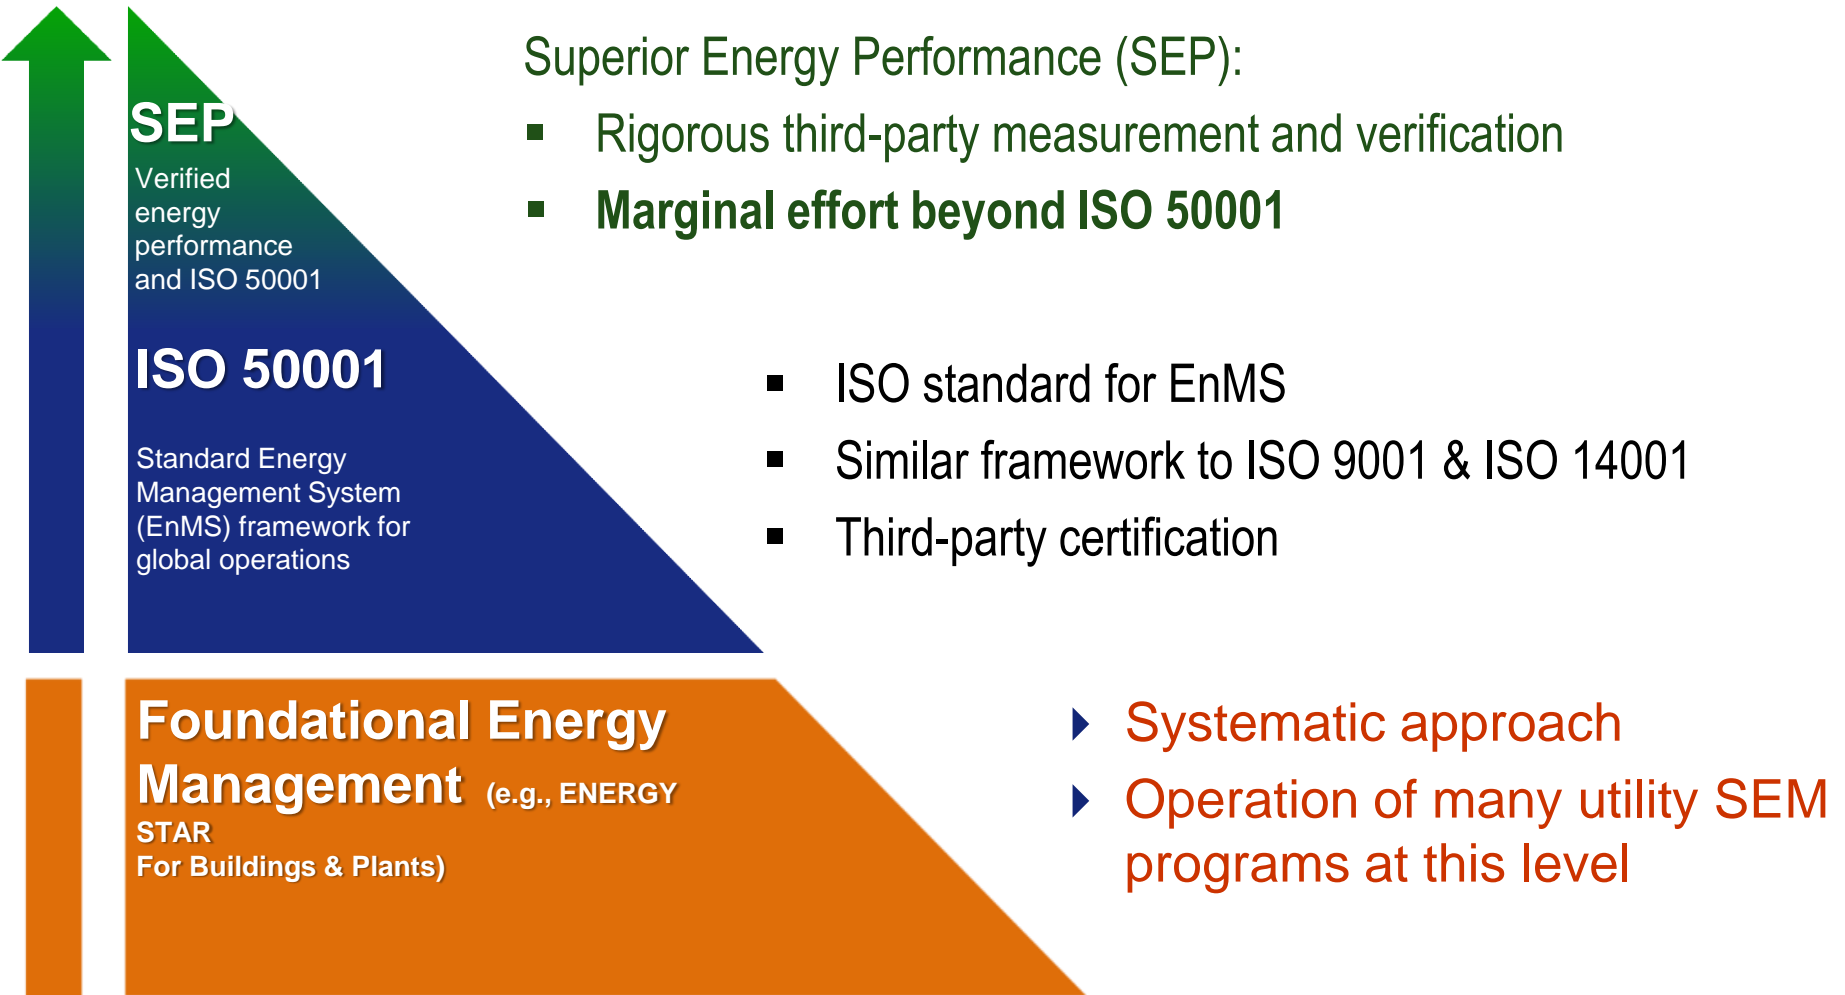 SEP
Verified
energy
performance
and ISO 50001
Superior Energy Performance (SEP):
▪ Rigorous third-party measurement and verification
▪ Marginal effort beyond ISO 50001
ISO 50001
Standard Energy
Management System
(EnMS) framework for
global operations
▪ ISO standard for EnMS
▪ Similar framework to ISO 9001 & ISO 14001
▪ Third-party certification
Foundational Energy
Management (e.g., ENERGY
STAR
For Buildings & Plants)
Systematic approach
Operation of many utility SEM
programs at this level